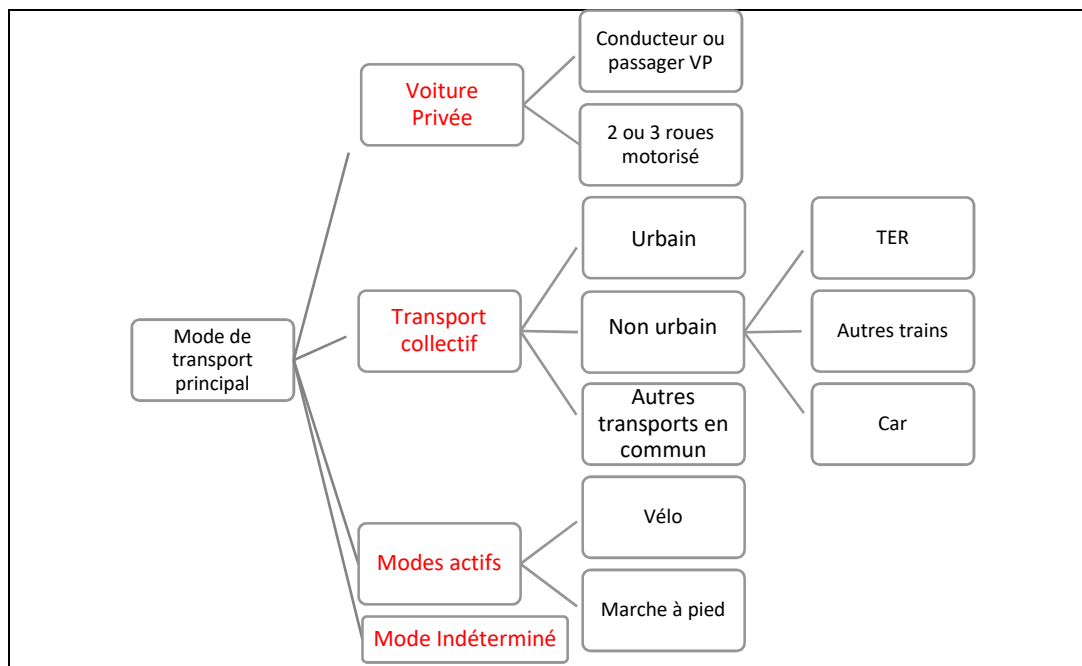 Mode de
transport
principal
Voiture
Privée
Conducteur ou
passager VP
2 ou 3 roues
motorisé
Transport
collectif
Urbain
Non urbain
TER
Autres trains
Car
Autres
transports en
commun
Modes actifs
Vélo
Marche à pied
Mode Indéterminé